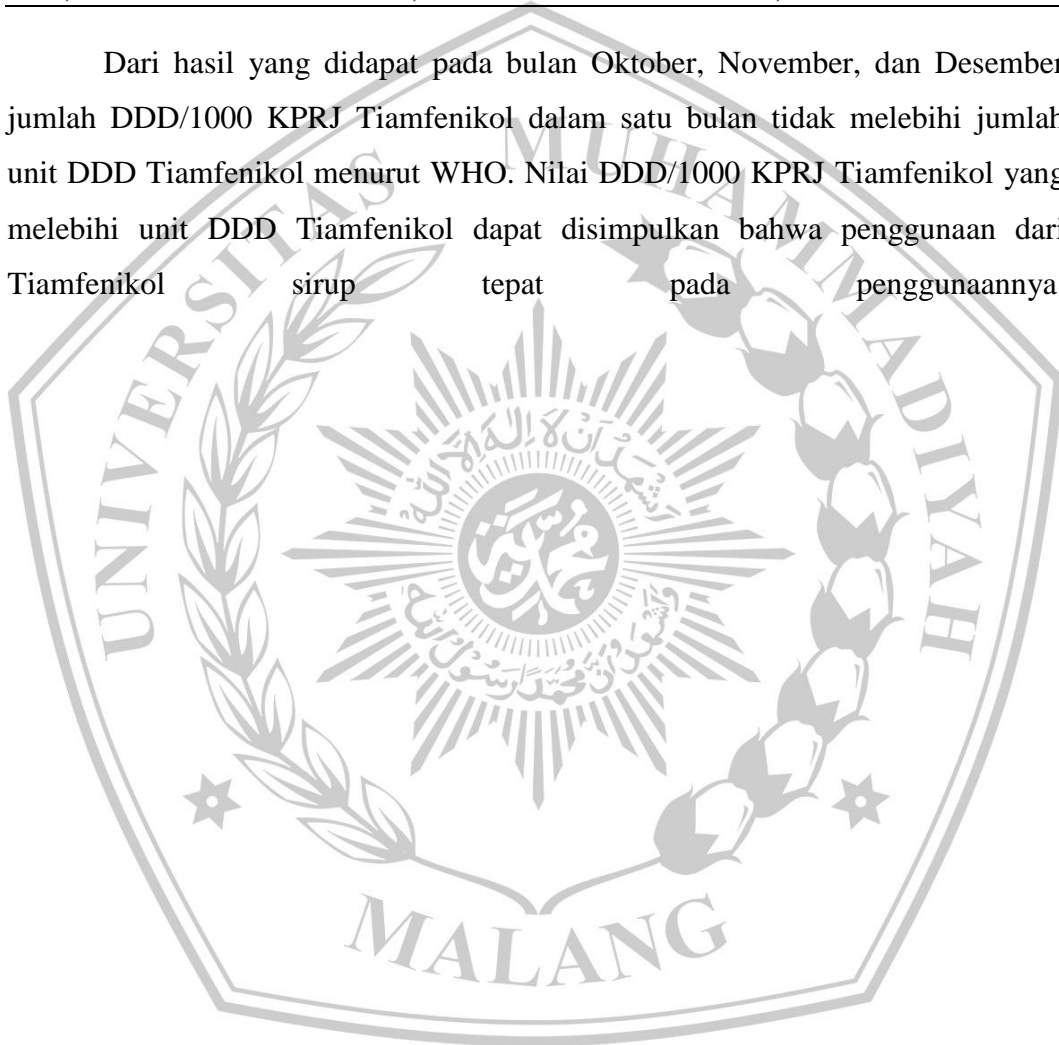 Dari hasil yang didapat pada bulan Oktober, November, dan Desember
jumlah DDD/1000 KPRJ Tiamfenikol dalam satu bulan tidak melebihi jumlah
unit DDD Tiamfenikol menurut WHO. Nilai DDD/1000 KPRJ Tiamfenikol yang
melebihi unit DDD Tiamfenikol dapat disimpulkan bahwa penggunaan dari
Tiamfenikol sirup tepat pada penggunaannya
UNIVERSITAS MUHAMMADIYAH
MALANG